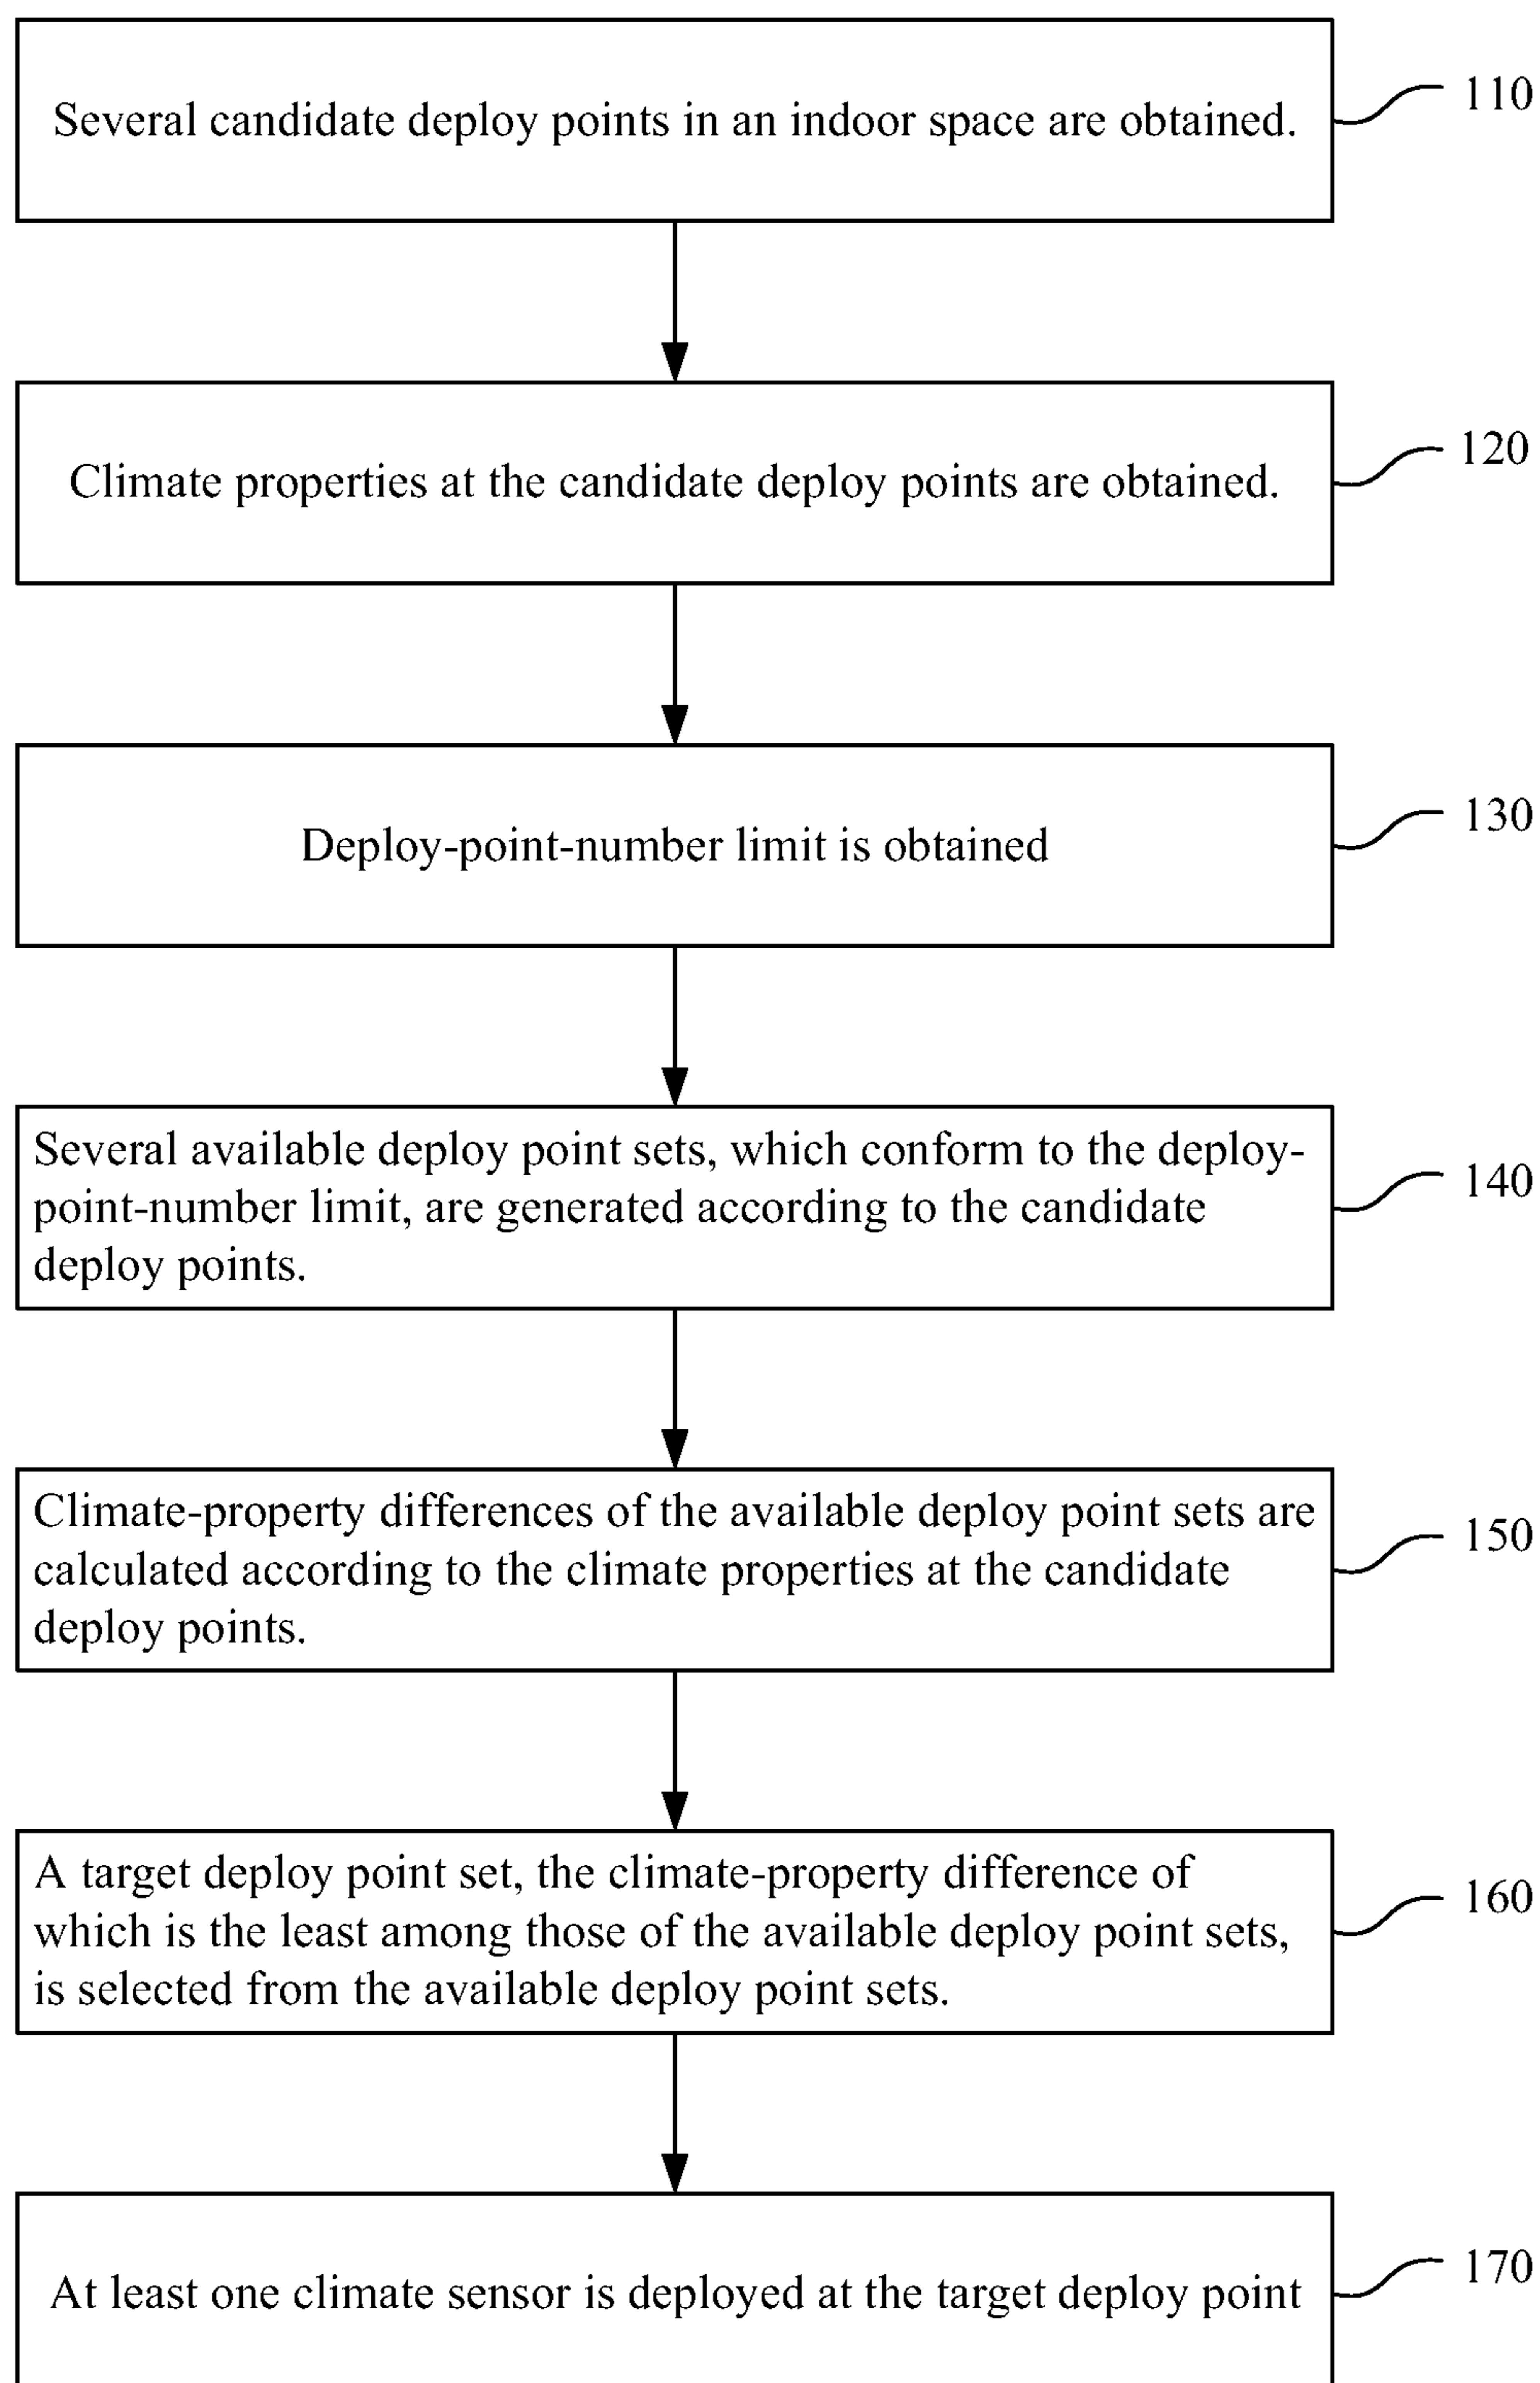 Several candidate deploy points in an indoor space are obtained.
110
Climate properties at the candidate deploy points are obtained.
120
Deploy-point-number limit is obtained
130
Several available deploy point sets, which conform to the deploy-
point-number limit, are generated according to the candidate
deploy points.
140
Climate-property differences of the available deploy point sets are
calculated according to the climate properties at the candidate
deploy points.
150
A target deploy point set, the climate-property difference of
which is the least among those of the available deploy point sets,
is selected from the available deploy point sets.
160
At least one climate sensor is deployed at the target deploy point
170